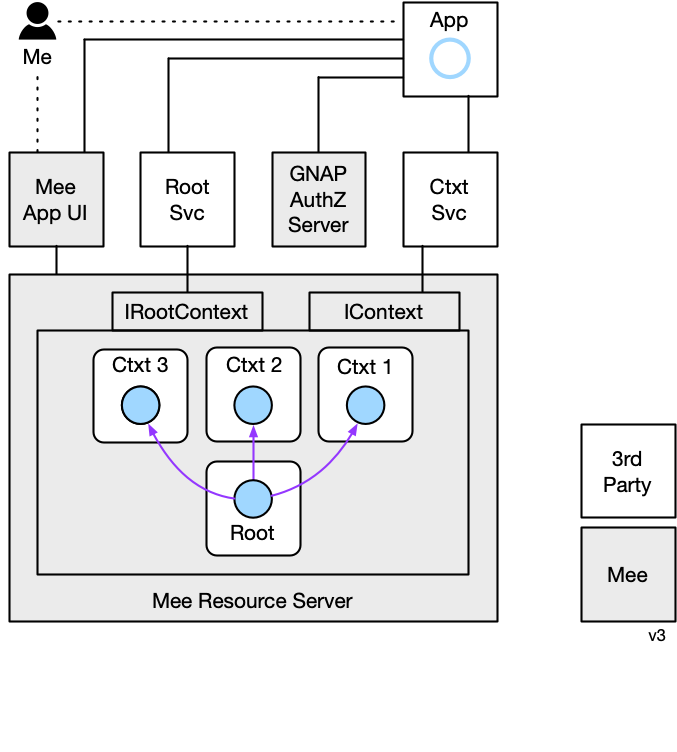 App
Me
Mee
App UI
Root
Svc
GNAP
AuthZ
Server
Ctxt
Svc
IRootContext
IContext
Ctxt 3
Ctxt 2
Ctxt 1
Root
Mee Resource Server
3rd
Party
Mee
v3